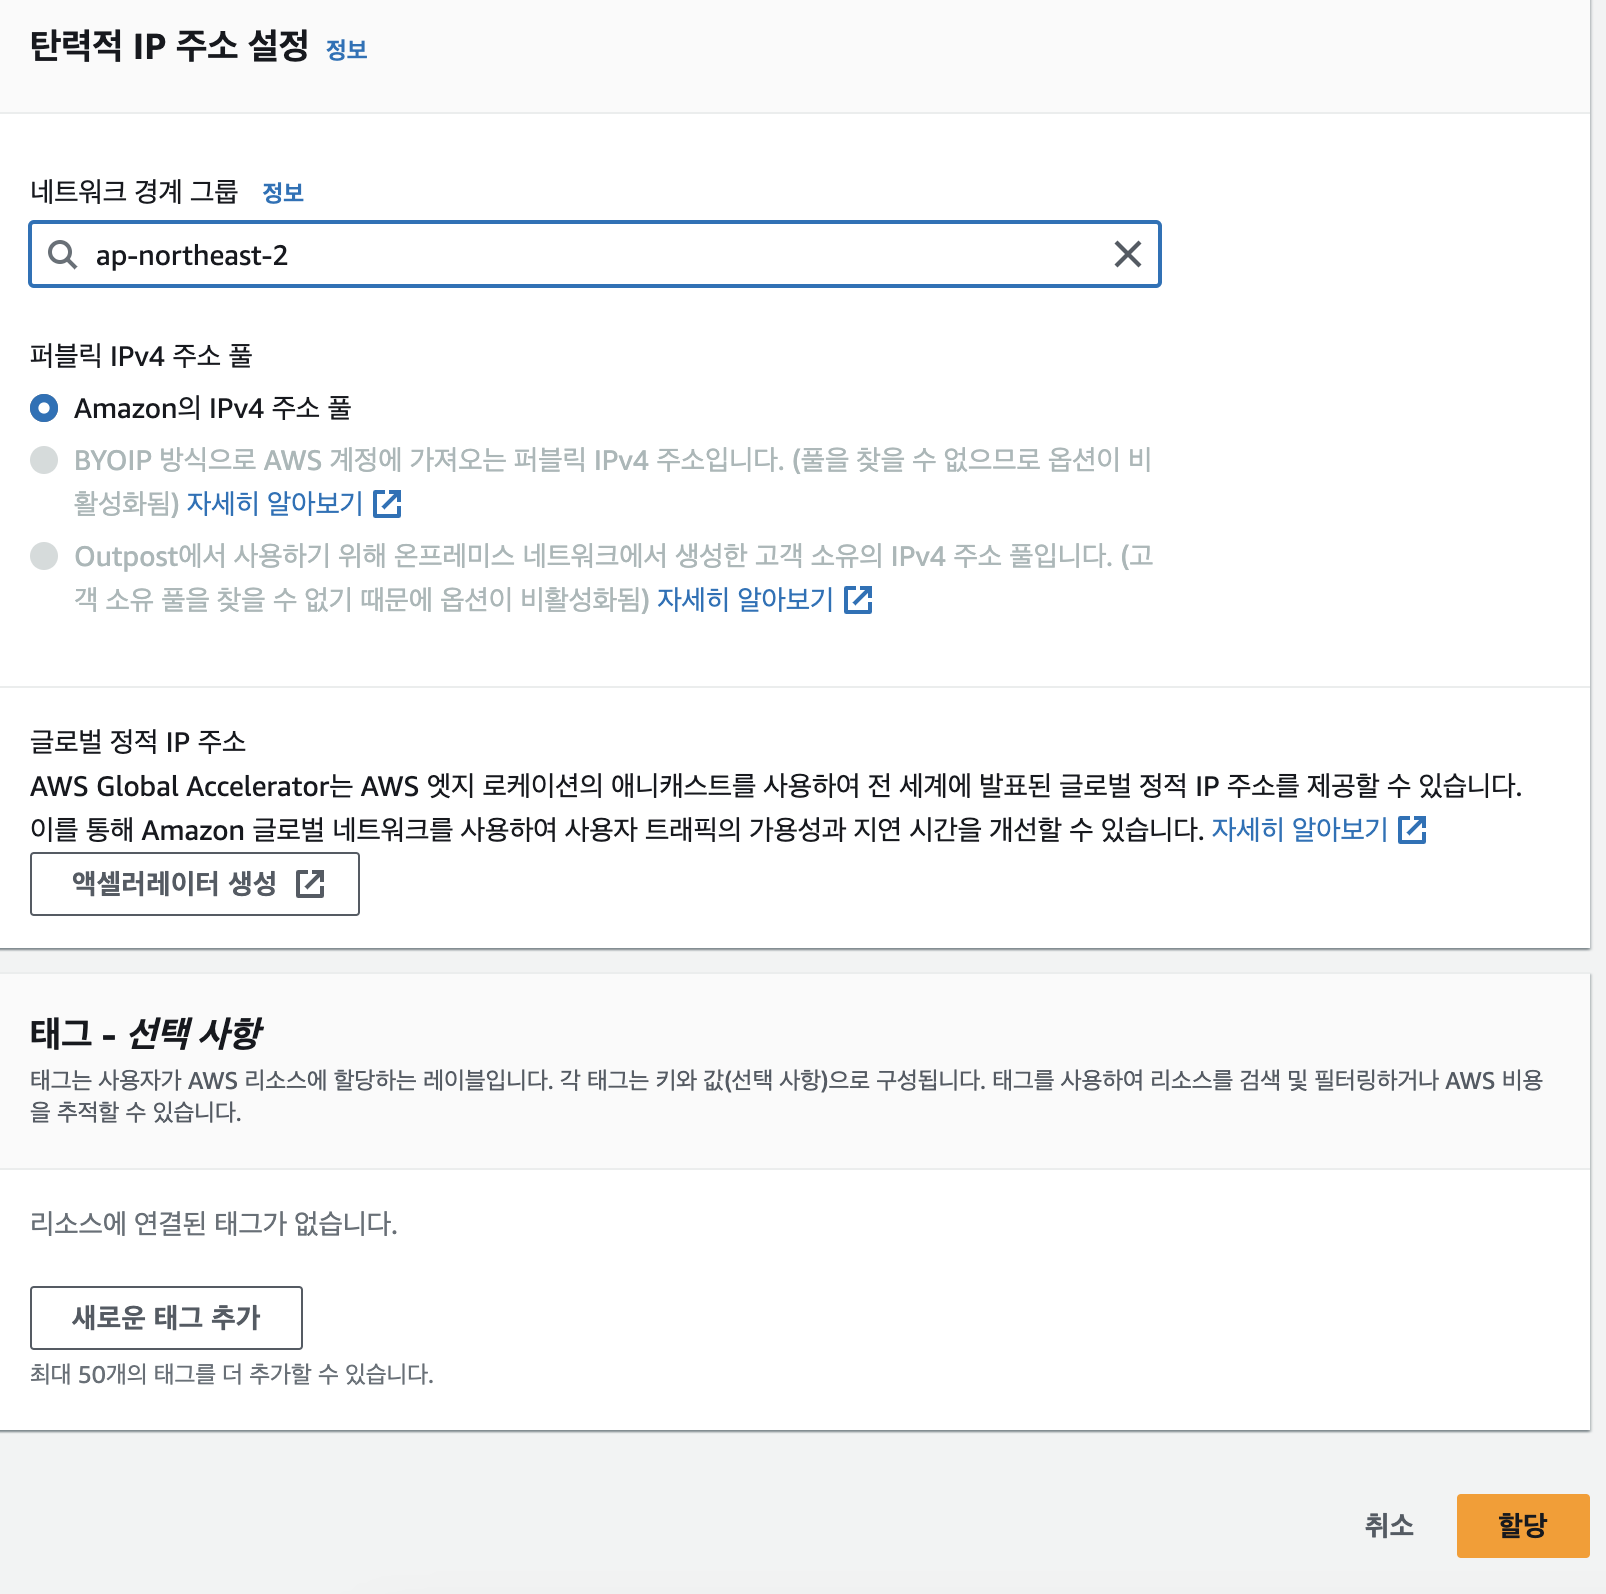 탄력적 IP 주소 설정 정보
네트워크 경계 그룹 정보
ap-northeast-2
퍼블릭 IPv4 주소 풀
Amazon의 IPv4 주소 풀
BYOIP 방식으로 AWS 계정에 가져오는 퍼블릭 IPv4 주소입니다. (풀을 찾을 수 없으므로 옵션이 비
활성화됨) 자세히 알아보기
Outpost에서 사용하기 위해 온프레미스 네트워크에서 생성한 고객 소유의 IPv4 주소 풀입니다. (고
객 소유 풀을 찾을 수 없기 때문에 옵션이 비활성화됨) 자세히 알아보기
글로벌 정적 IP 주소
AWS Global Accelerator는 AWS 엣지 로케이션의 애니캐스트를 사용하여 전 세계에 발표된 글로벌 정적 IP 주소를 제공할 수 있습니다.
이를 통해 Amazon 글로벌 네트워크를 사용하여 사용자 트래픽의 가용성과 지연 시간을 개선할 수 있습니다. 자세히 알아보기
액셀러레이터 생성
태그 - 선택 사항
태그는 사용자가 AWS 리소스에 할당하는 레이블입니다. 각 태그는 키와 값(선택 사항)으로 구성됩니다. 태그를 사용하여 리소스를 검색 및 필터링하거나 AWS 비용
을 추적할 수 있습니다.
리소스에 연결된 태그가 없습니다.
새로운 태그 추가
최대 50개의 태그를 더 추가할 수 있습니다.
취소 할당